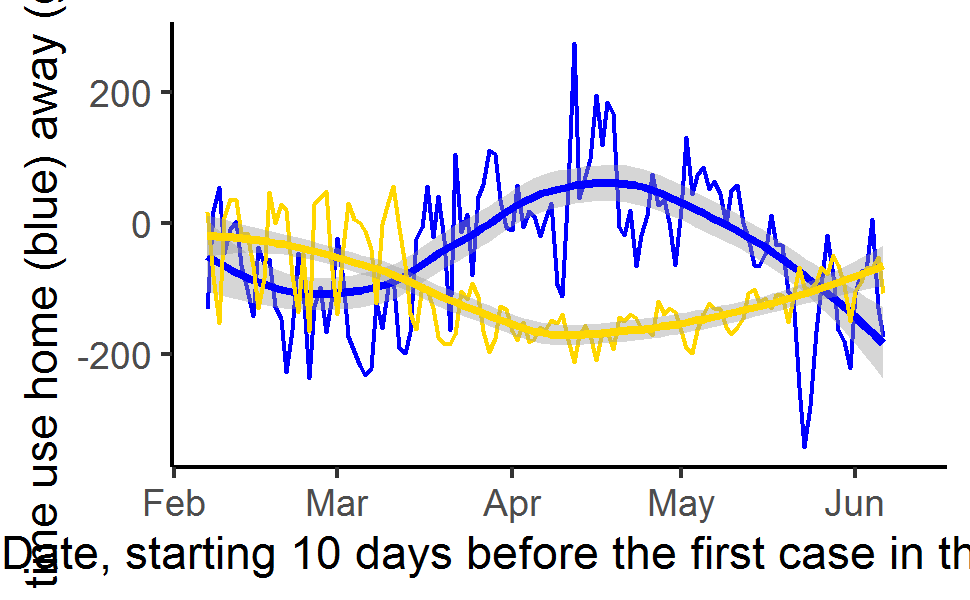 time use home (blue) away (
200
0
-200
Feb Mar Apr May Jun
Date, starting 10 days before the first case in th